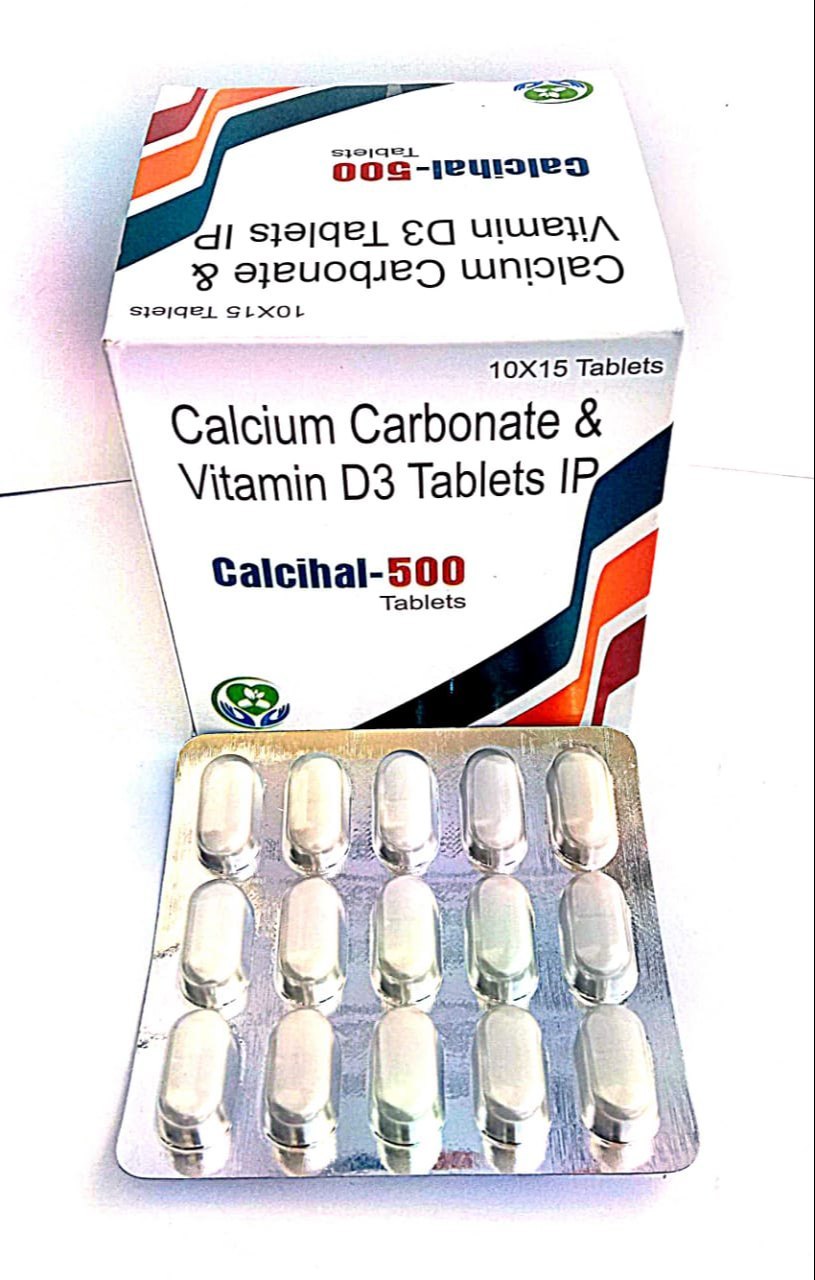 Calcihal-500
Tablets
Calcium Carbonate &
Vitamin D3 Tablets IP
10X15 Tablets
10X15 Tablets
Calcium Carbonate &
Vitamin D3 Tablets IP
Calcihal-500
Tablets